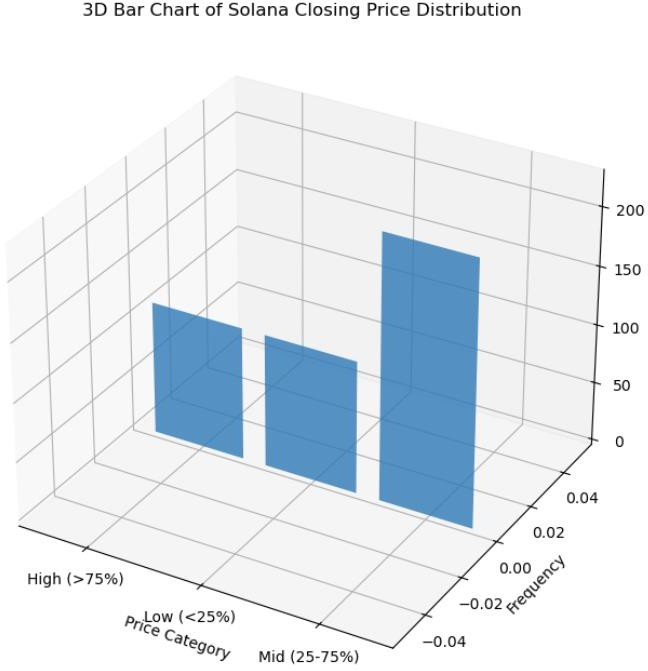 3D Bar Chart of Solana Closing Price Distribution
200
150
100
50
0
0.04
0.02
0.00
−0.02
−0.04
Frequency
High (>75%)
Low (<25%)
Mid (25-75%)
Price Category